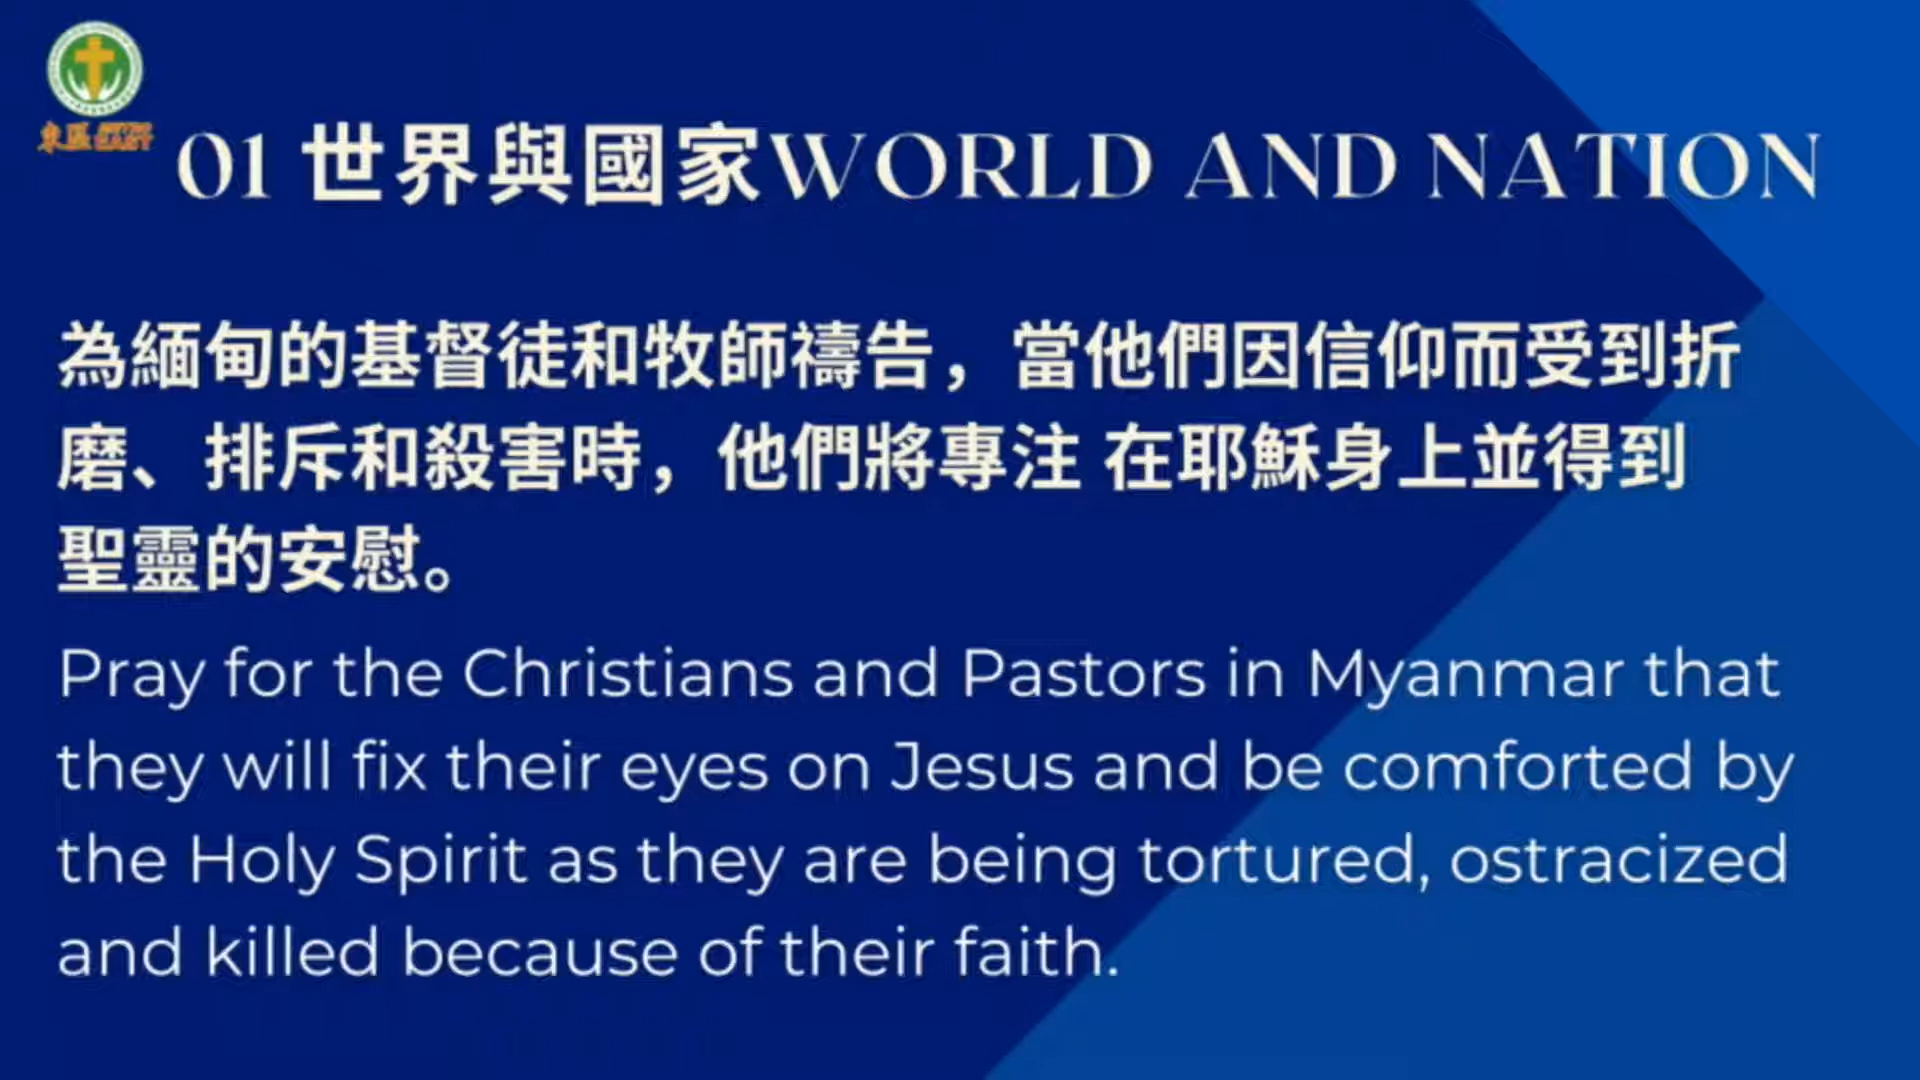 東區 EAST
01 世界與國家WORLD AND NATION
為緬甸的基督徒和牧師禱告，當他們因信仰而受到折
磨、排斥和殺害時，他們將專注 在耶穌身上並得到
聖靈的安慰。
Pray for the Christians and Pastors in Myanmar that
they will fix their eyes on Jesus and be comforted by
the Holy Spirit as they are being tortured, ostracized
and killed because of their faith.